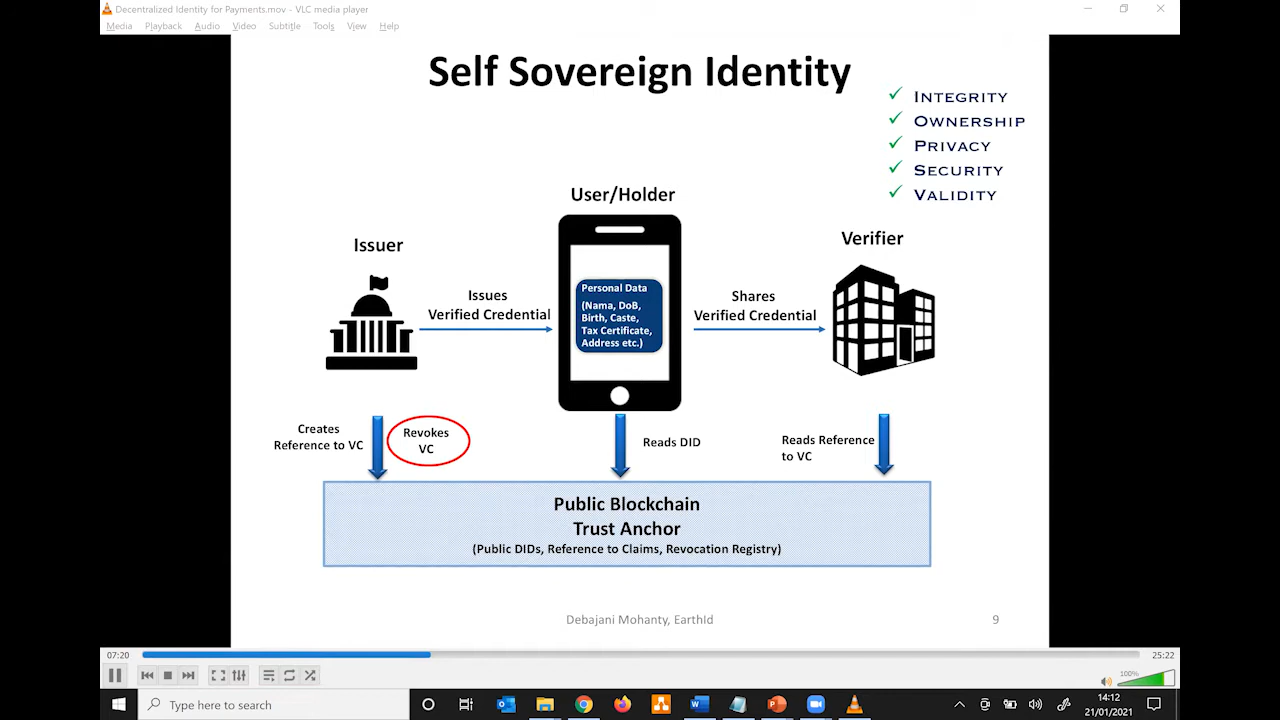 Decentralized Identity for Payments.mov - VLC media player
Media Playback Audio Video Subtitle Tools View Help
Self Sovereign Identity
INTEGRITY
OWNERSHIP
PRIVACY
SECURITY
VALIDITY
User/Holder
Issuer
Verifier
Issues
Verified Credential
Personal Data
(Nama, DoB,
Birth, Caste,
Tax Certificate,
Address etc.)
Shares
Verified Credential
Creates
Reference to VC
Revokes
VC
Reads DID
Reads Reference
to VC
Public Blockchain
Trust Anchor
(Public DIDs, Reference to Claims, Revocation Registry)
Debajani Mohanty, EarthId
9
07:20
25:22
100%
Type here to search
14:12
21/01/2021